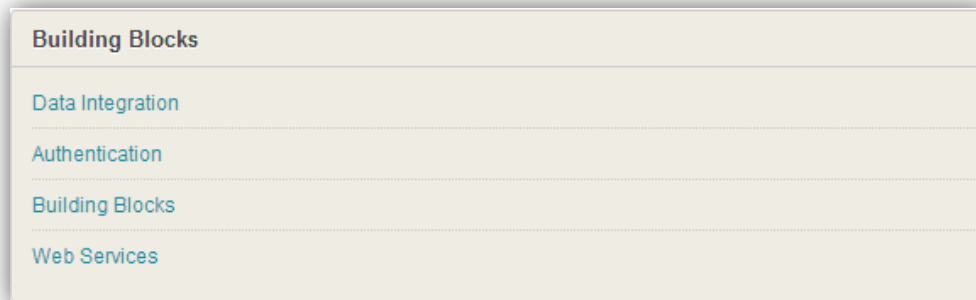 Building Blocks
Data Integration
Authentication
Building Blocks
Web Services